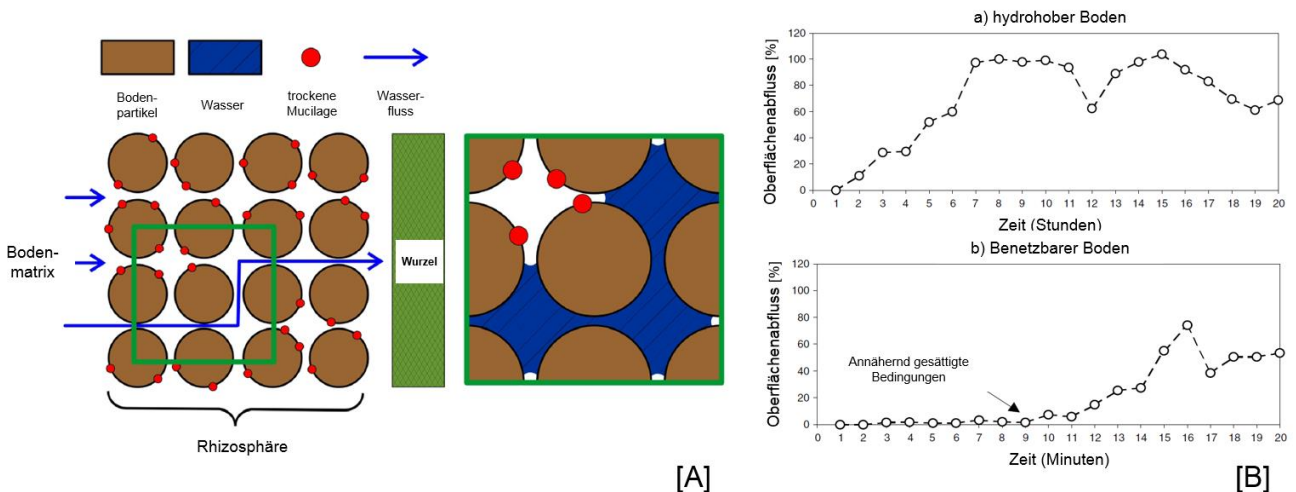 Boden-
partikel
Wasser
trockene
Mucilage
Wasser-
fluss
Boden-
matrix
Wurzel
Rhizosphäre
[A]
a) hydrohober Boden
Oberflächenabfluss [%]
120
100
80
60
40
20
0
0 1 2 3 4 5 6 7 8 9 10 11 12 13 14 15 16 17 18 19 20
Zeit (Stunden)
b) Benetzbarer Boden
Oberflächenabfluss [%]
120
100
80
60
40
20
0
Annähernd gesättigte
Bedingungen
0 1 2 3 4 5 6 7 8 9 10 11 12 13 14 15 16 17 18 19 20
Zeit (Minuten)
[B]